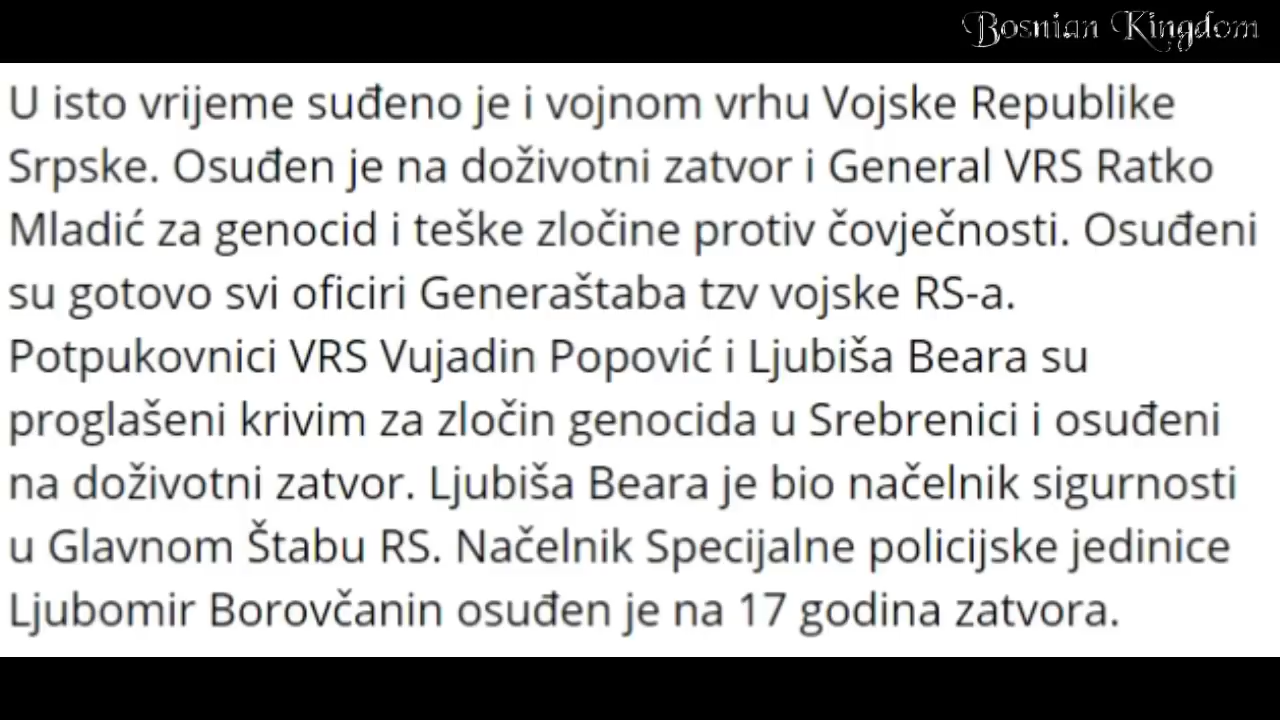 Bosnian Kingdom
U isto vrijeme suđeno je i vojnom vrhu Vojske Republike
Srpske. Osuđen je na doživotni zatvor i General VRS Ratko
Mladić za genocid i teške zločine protiv čovječnosti. Osuđeni
su gotovo svi oficiri Generaštaba tzv vojske RS-a.
Potpukovnici VRS Vujadin Popović i Ljubiša Beara su
proglašeni krivim za zločin genocida u Srebrenici i osuđeni
na doživotni zatvor. Ljubiša Beara je bio načelnik sigurnosti
u Glavnom Štabu RS. Načelnik Specijalne policijske jedinice
Ljubomir Borovčanin osuđen je na 17 godina zatvora.